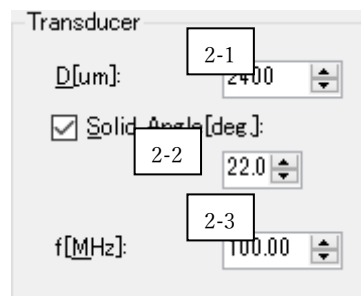 Transducer
2-1
D[um]: 2400
Solid Angle[deg.]:
2-2
22.0
2-3
f[MHz]: 100.00